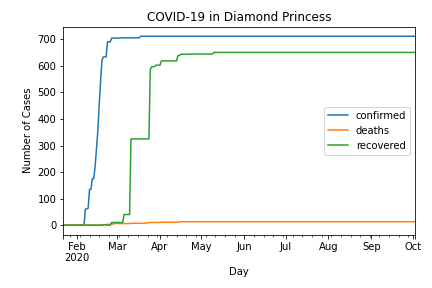 COVID-19 in Diamond Princess
Number of Cases
700
600
500
400
300
200
100
0
confirmed
deaths
recovered
Feb Mar Apr May Jun Jul Aug Sep Oct
2020
Day